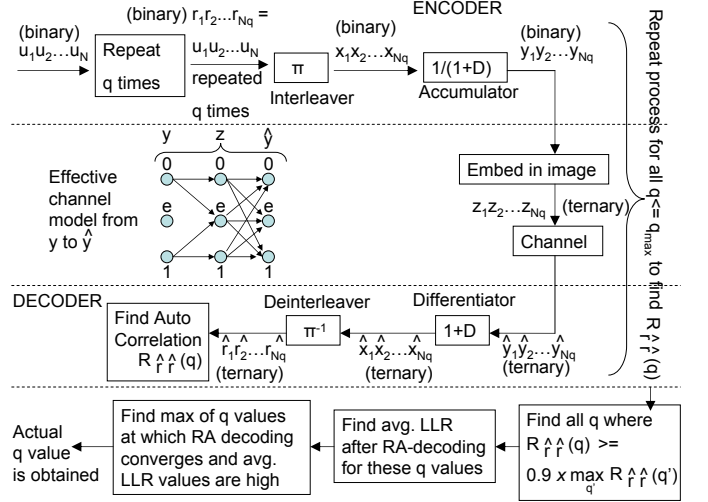 ENCODER
(binary)
u1u2...uN
Repeat
q times
(binary) r1r2...rNq =
u1u2...uN
repeated
q times
π
Interleaver
(binary)
x1x2...xNq
1/(1+D)
Accumulator
(binary)
y1y2...yNq
Repeat process for all q<= qmax to find R r̂ r̂ (q)
Effective
channel
model from
y to ŷ
y z ŷ
0 0 0
e e e
1 1 1
Embed in image
z1z2...zNq (ternary)
Channel
DECODER
Find Auto
Correlation
R r̂ r̂ (q)
Deinterleaver
π-1
r̂1r̂2...r̂Nq
(ternary)
Differentiator
1+D
x̂1x̂2...x̂Nq
(ternary)
ŷ1ŷ2...ŷNq
(ternary)
Find all q where
R r̂ r̂ (q) >=
0.9 x max R r̂ r̂ (q')
q'
Find avg. LLR
after RA-decoding
for these q values
Find max of q values
at which RA decoding
converges and avg.
LLR values are high
Actual
q value
is obtained